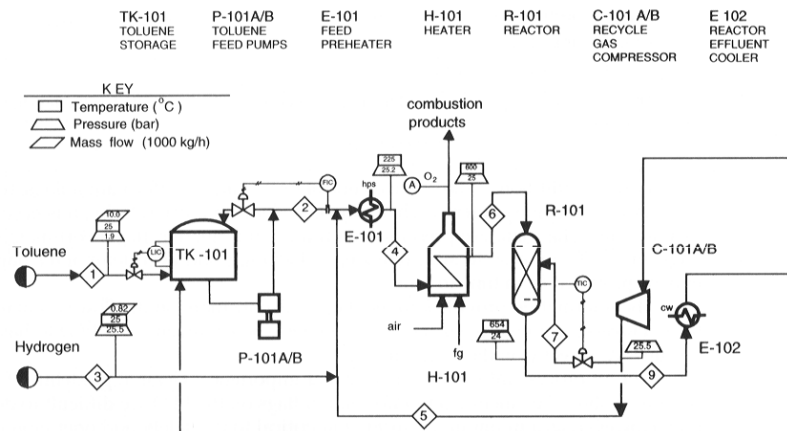 TK-101 P-101A/B E-101 H-101 R-101 C-101 A/B E 102
TOLUENE TOLUENE FEED HEATER REACTOR RECYCLE REACTOR
STORAGE FEED PUMPS PREHEATER GAS EFFLUENT
COMPRESSOR COOLER
K EY
Temperature (°C)
Pressure (bar)
Mass flow (1000 kg/h)
combustion
products
225
25.2
600
25
hps
FIC
A
O2
2
6
R-101
E-101
10.0
25
1.9
LIC
TK -101
4
C-101A/B
Toluene
1
TIC
cw
air
fg
654
24
7
25.5
E-102
0.82
25
25.5
P-101A/B
Hydrogen
3
H-101
9
5